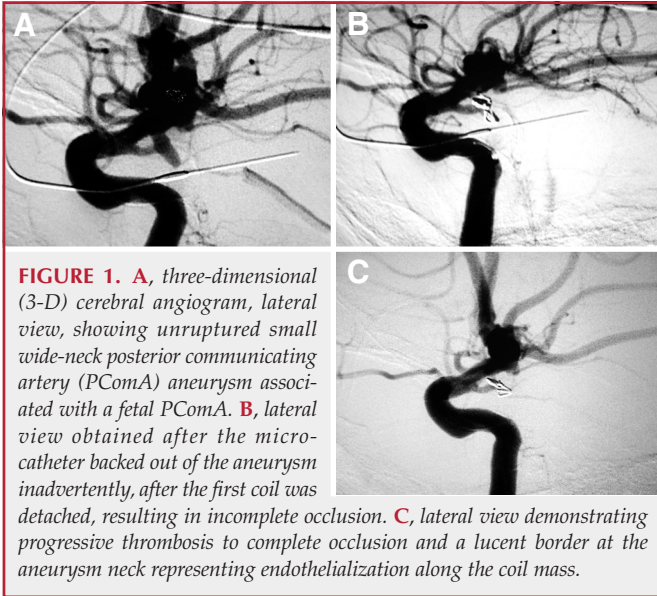 A
B
C
FIGURE 1. A, three-dimensional
(3-D) cerebral angiogram, lateral
view, showing unruptured small
wide-neck posterior communicating
artery (PComA) aneurysm associ-
ated with a fetal PComA. B, lateral
view obtained after the micro-
catheter backed out of the aneurysm
inadvertently, after the first coil was
detached, resulting in incomplete occlusion. C, lateral view demonstrating
progressive thrombosis to complete occlusion and a lucent border at the
aneurysm neck representing endothelialization along the coil mass.